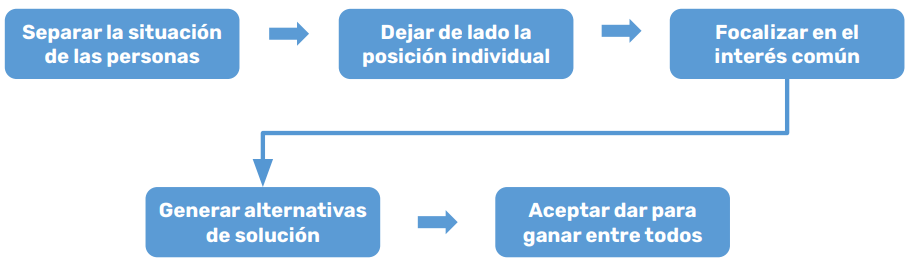 Separar la situación
de las personas
Dejar de lado la
posición individual
Focalizar en el
interés común
Generar alternativas
de solución
Aceptar dar para
ganar entre todos